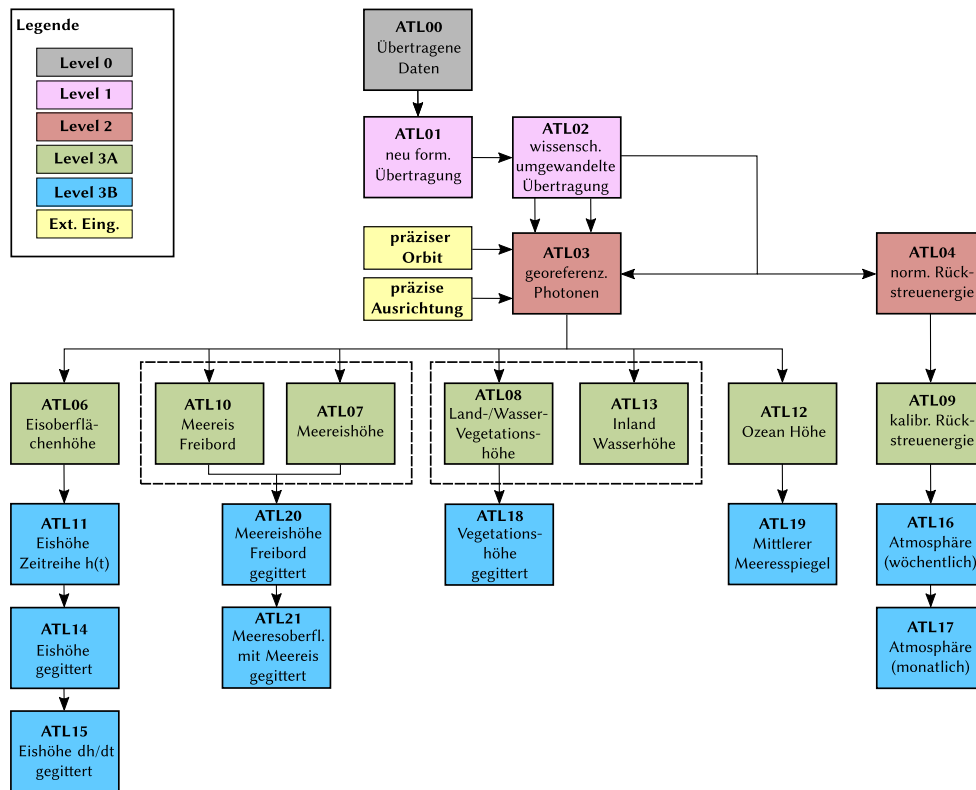 Legende
Level 0
Level 1
Level 2
Level 3A
Level 3B
Ext. Eing.
ATL00
Übertragene
Daten
ATL01
neu form.
Übertragung
ATL02
wissensch.
umgewandelte
Übertragung
präziser
Orbit
präzise
Ausrichtung
ATL03
georeferenz.
Photonen
ATL04
norm. Rück-
streuenergie
ATL06
Eisoberflä-
chenhöhe
ATL10
Meereis
Freibord
ATL07
Meereishöhe
ATL08
Land-/Wasser-
Vegetations-
höhe
ATL13
Inland
Wasserhöhe
ATL12
Ozean Höhe
ATL09
kalibr. Rück-
streuenergie
ATL11
Eishöhe
Zeitreihe h(t)
ATL20
Meereishöhe
Freibord
gegittert
ATL18
Vegetations-
höhe
gegittert
ATL19
Mittlerer
Meeresspiegel
ATL16
Atmosphäre
(wöchentlich)
ATL14
Eishöhe
gegittert
ATL21
Meeresoberfl.
mit Meereis
gegittert
ATL17
Atmosphäre
(monatlich)
ATL15
Eishöhe dh/dt
gegittert